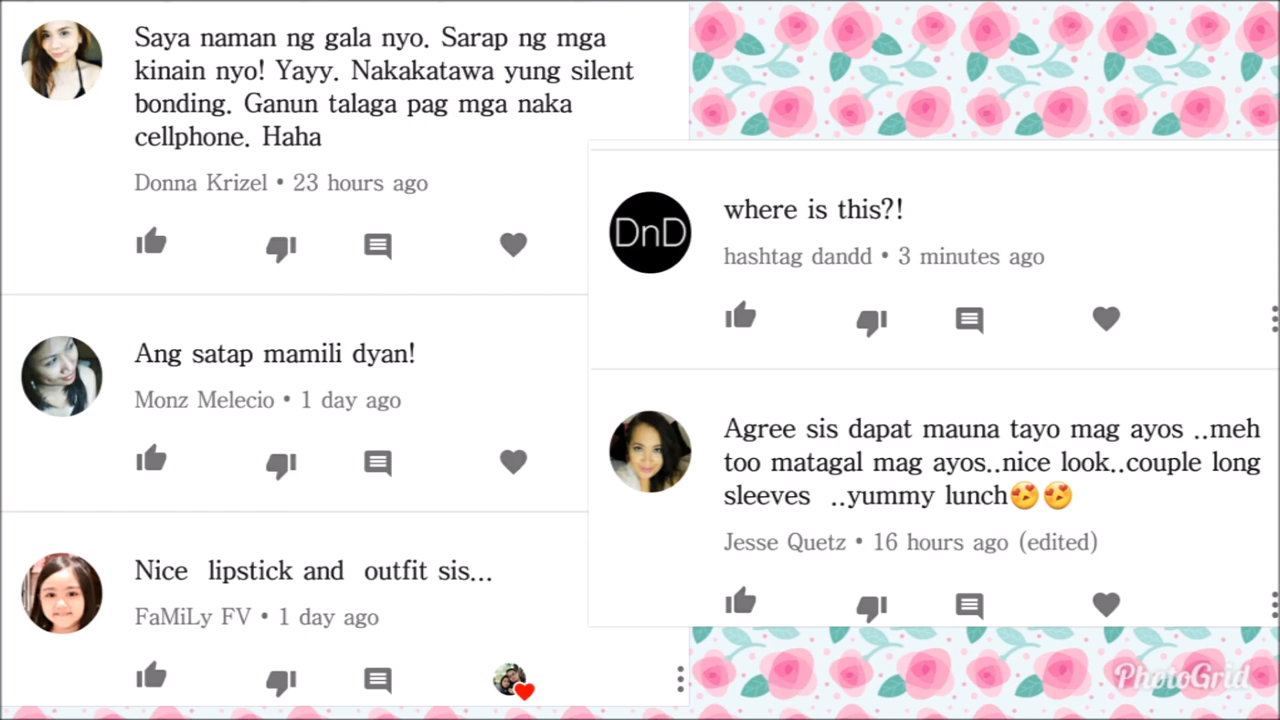 Saya naman ng gala nyo. Sarap ng mga
kinain nyo! Yayy. Nakakatawa yung silent
bonding. Ganun talaga pag mga naka
cellphone. Haha
Donna Krizel • 23 hours ago
Ang satap mamili dyan!
Monz Melecio • 1 day ago
Nice lipstick and outfit sis...
FaMiLy FV • 1 day ago
DnD
where is this?!
hashtag dandd • 3 minutes ago
Agree sis dapat mauna tayo mag ayos ..meh
too matagal mag ayos..nice look..couple long
sleeves ..yummy lunch😍😍
Jesse Quetz • 16 hours ago (edited)
PhotoGrid